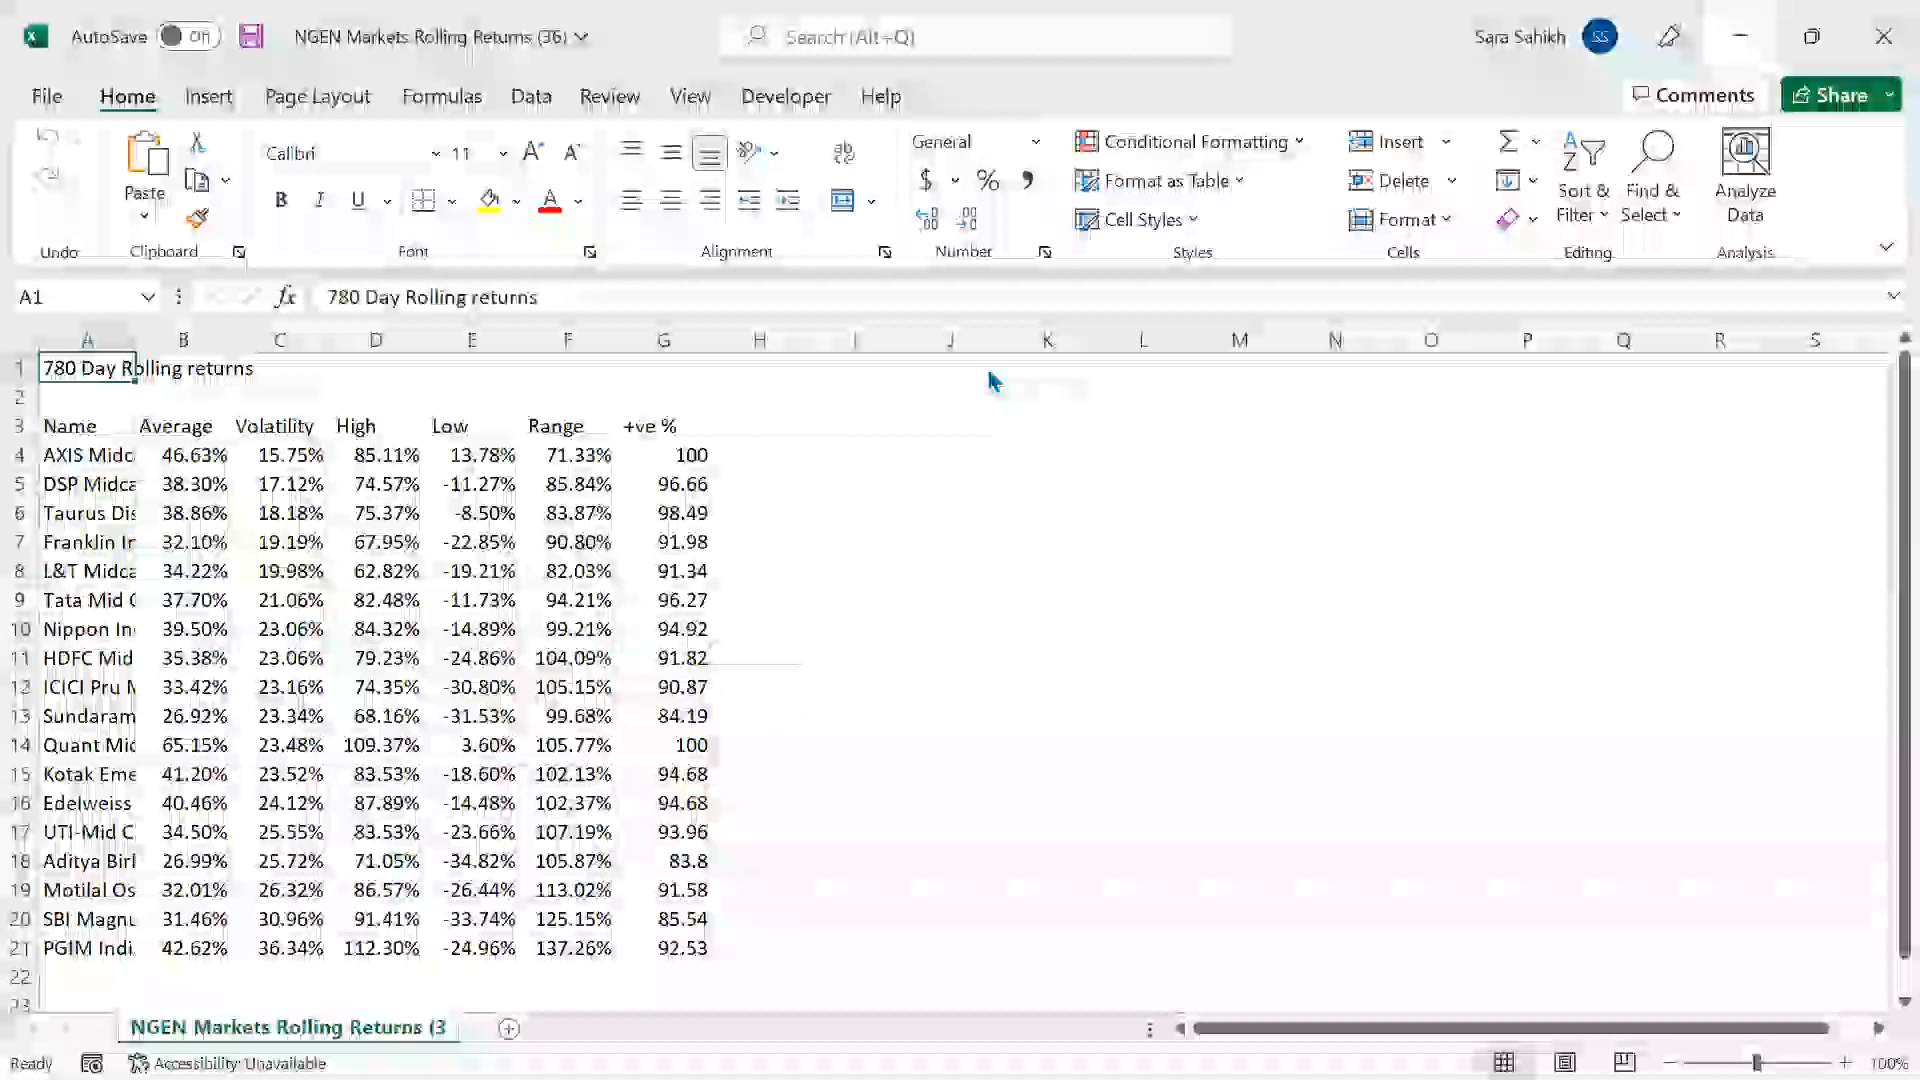 AutoSave Off NGEN Markets Rolling Returns (36) Search (Alt+Q) Sara Sahikh SS
File Home Insert Page Layout Formulas Data Review View Developer Help Comments Share
Calibri 11 General Conditional Formatting Insert
Paste Format as Table Delete Sort & Find & Analyze
B I U Cell Styles Format Filter Select Data
Undo Clipboard Font Alignment Number Styles Cells Editing Analysis
A1 fx 780 Day Rolling returns
A B C D E F G H I J K L M N O P Q R S
1 780 Day Rolling returns
2
3 Name Average Volatility High Low Range +ve %
4 AXIS Midc 46.63% 15.75% 85.11% 13.78% 71.33% 100
5 DSP Midca 38.30% 17.12% 74.57% -11.27% 85.84% 96.66
6 Taurus Dis 38.86% 18.18% 75.37% -8.50% 83.87% 98.49
7 Franklin In 32.10% 19.19% 67.95% -22.85% 90.80% 91.98
8 L&T Midca 34.22% 19.98% 62.82% -19.21% 82.03% 91.34
9 Tata Mid C 37.70% 21.06% 82.48% -11.73% 94.21% 96.27
10 Nippon In 39.50% 23.06% 84.32% -14.89% 99.21% 94.92
11 HDFC Mid 35.38% 23.06% 79.23% -24.86% 104.09% 91.82
12 ICICI Pru M 33.42% 23.16% 74.35% -30.80% 105.15% 90.87
13 Sundaram 26.92% 23.34% 68.16% -31.53% 99.68% 84.19
14 Quant Mid 65.15% 23.48% 109.37% 3.60% 105.77% 100
15 Kotak Eme 41.20% 23.52% 83.53% -18.60% 102.13% 94.68
16 Edelweiss 40.46% 24.12% 87.89% -14.48% 102.37% 94.68
17 UTI-Mid C 34.50% 25.55% 83.53% -23.66% 107.19% 93.96
18 Aditya Birl 26.99% 25.72% 71.05% -34.82% 105.87% 83.8
19 Motilal Os 32.01% 26.32% 86.57% -26.44% 113.02% 91.58
20 SBI Magnu 31.46% 30.96% 91.41% -33.74% 125.15% 85.54
21 PGIM Indi 42.62% 36.34% 112.30% -24.96% 137.26% 92.53
22
23
NGEN Markets Rolling Returns (3
Ready Accessibility: Unavailable 100%